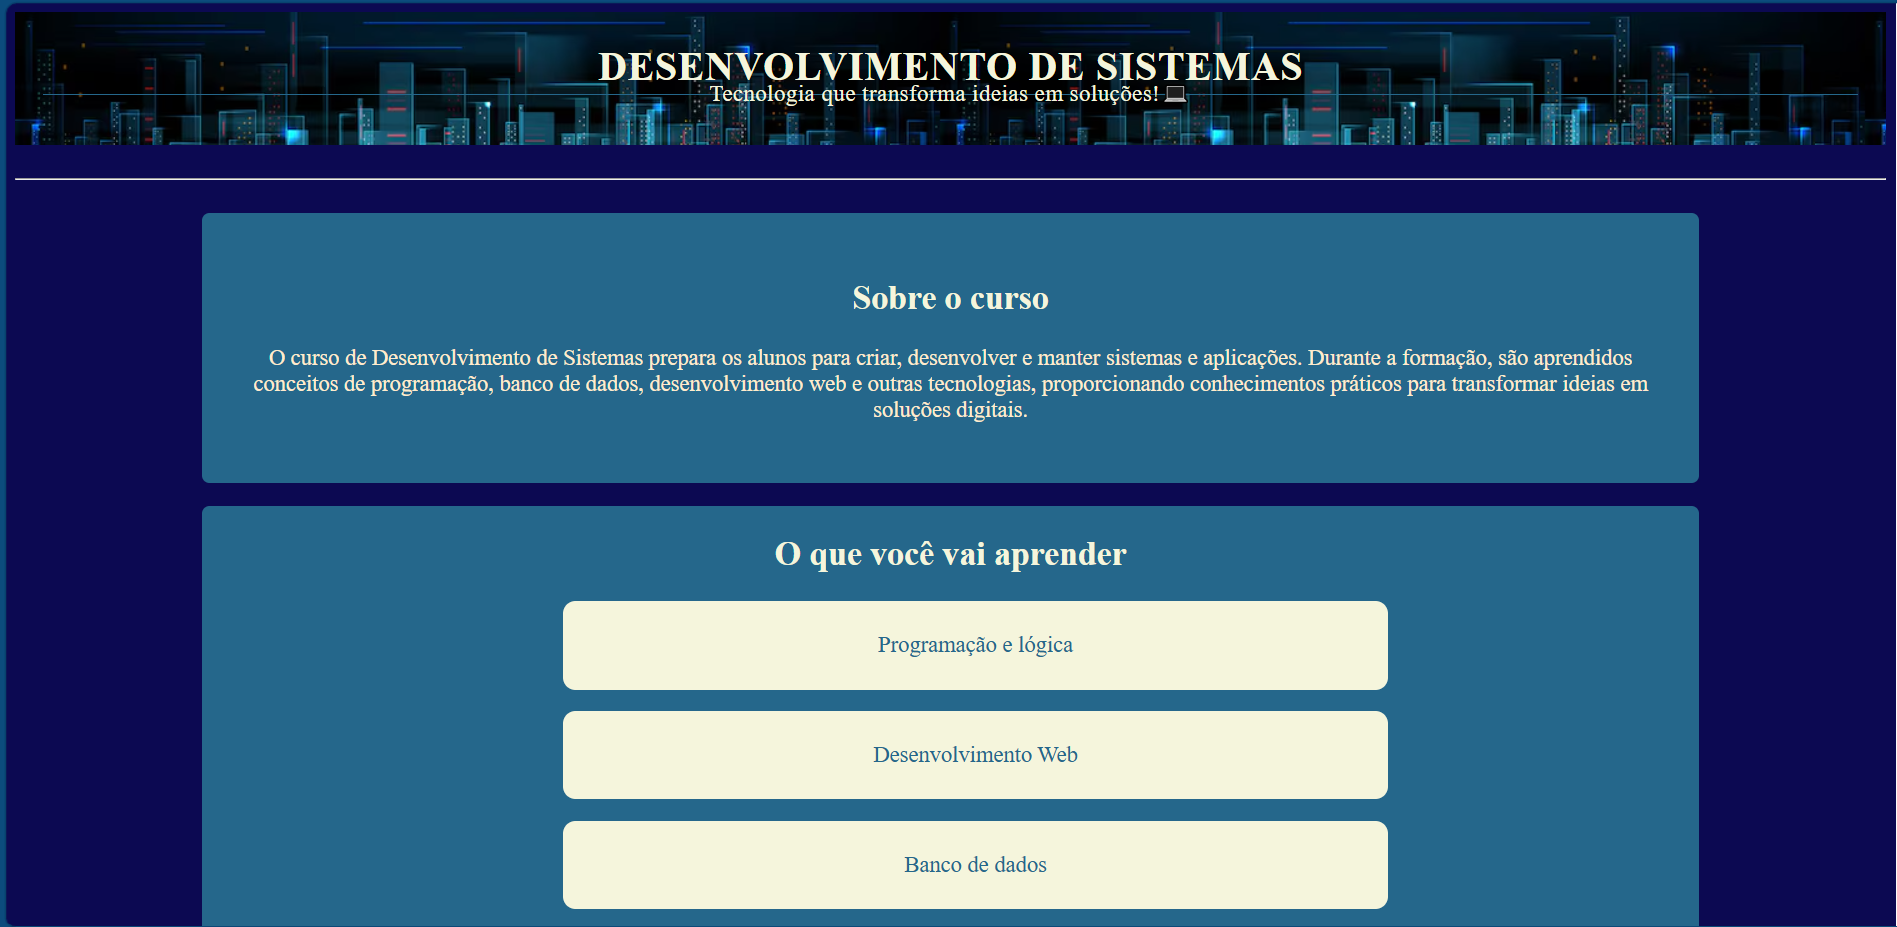 DESENVOLVIMENTO DE SISTEMAS
Tecnologia que transforma ideias em soluções! 💻
Sobre o curso
O curso de Desenvolvimento de Sistemas prepara os alunos para criar, desenvolver e manter sistemas e aplicações. Durante a formação, são aprendidos
conceitos de programação, banco de dados, desenvolvimento web e outras tecnologias, proporcionando conhecimentos práticos para transformar ideias em
soluções digitais.
O que você vai aprender
Programação e lógica
Desenvolvimento Web
Banco de dados